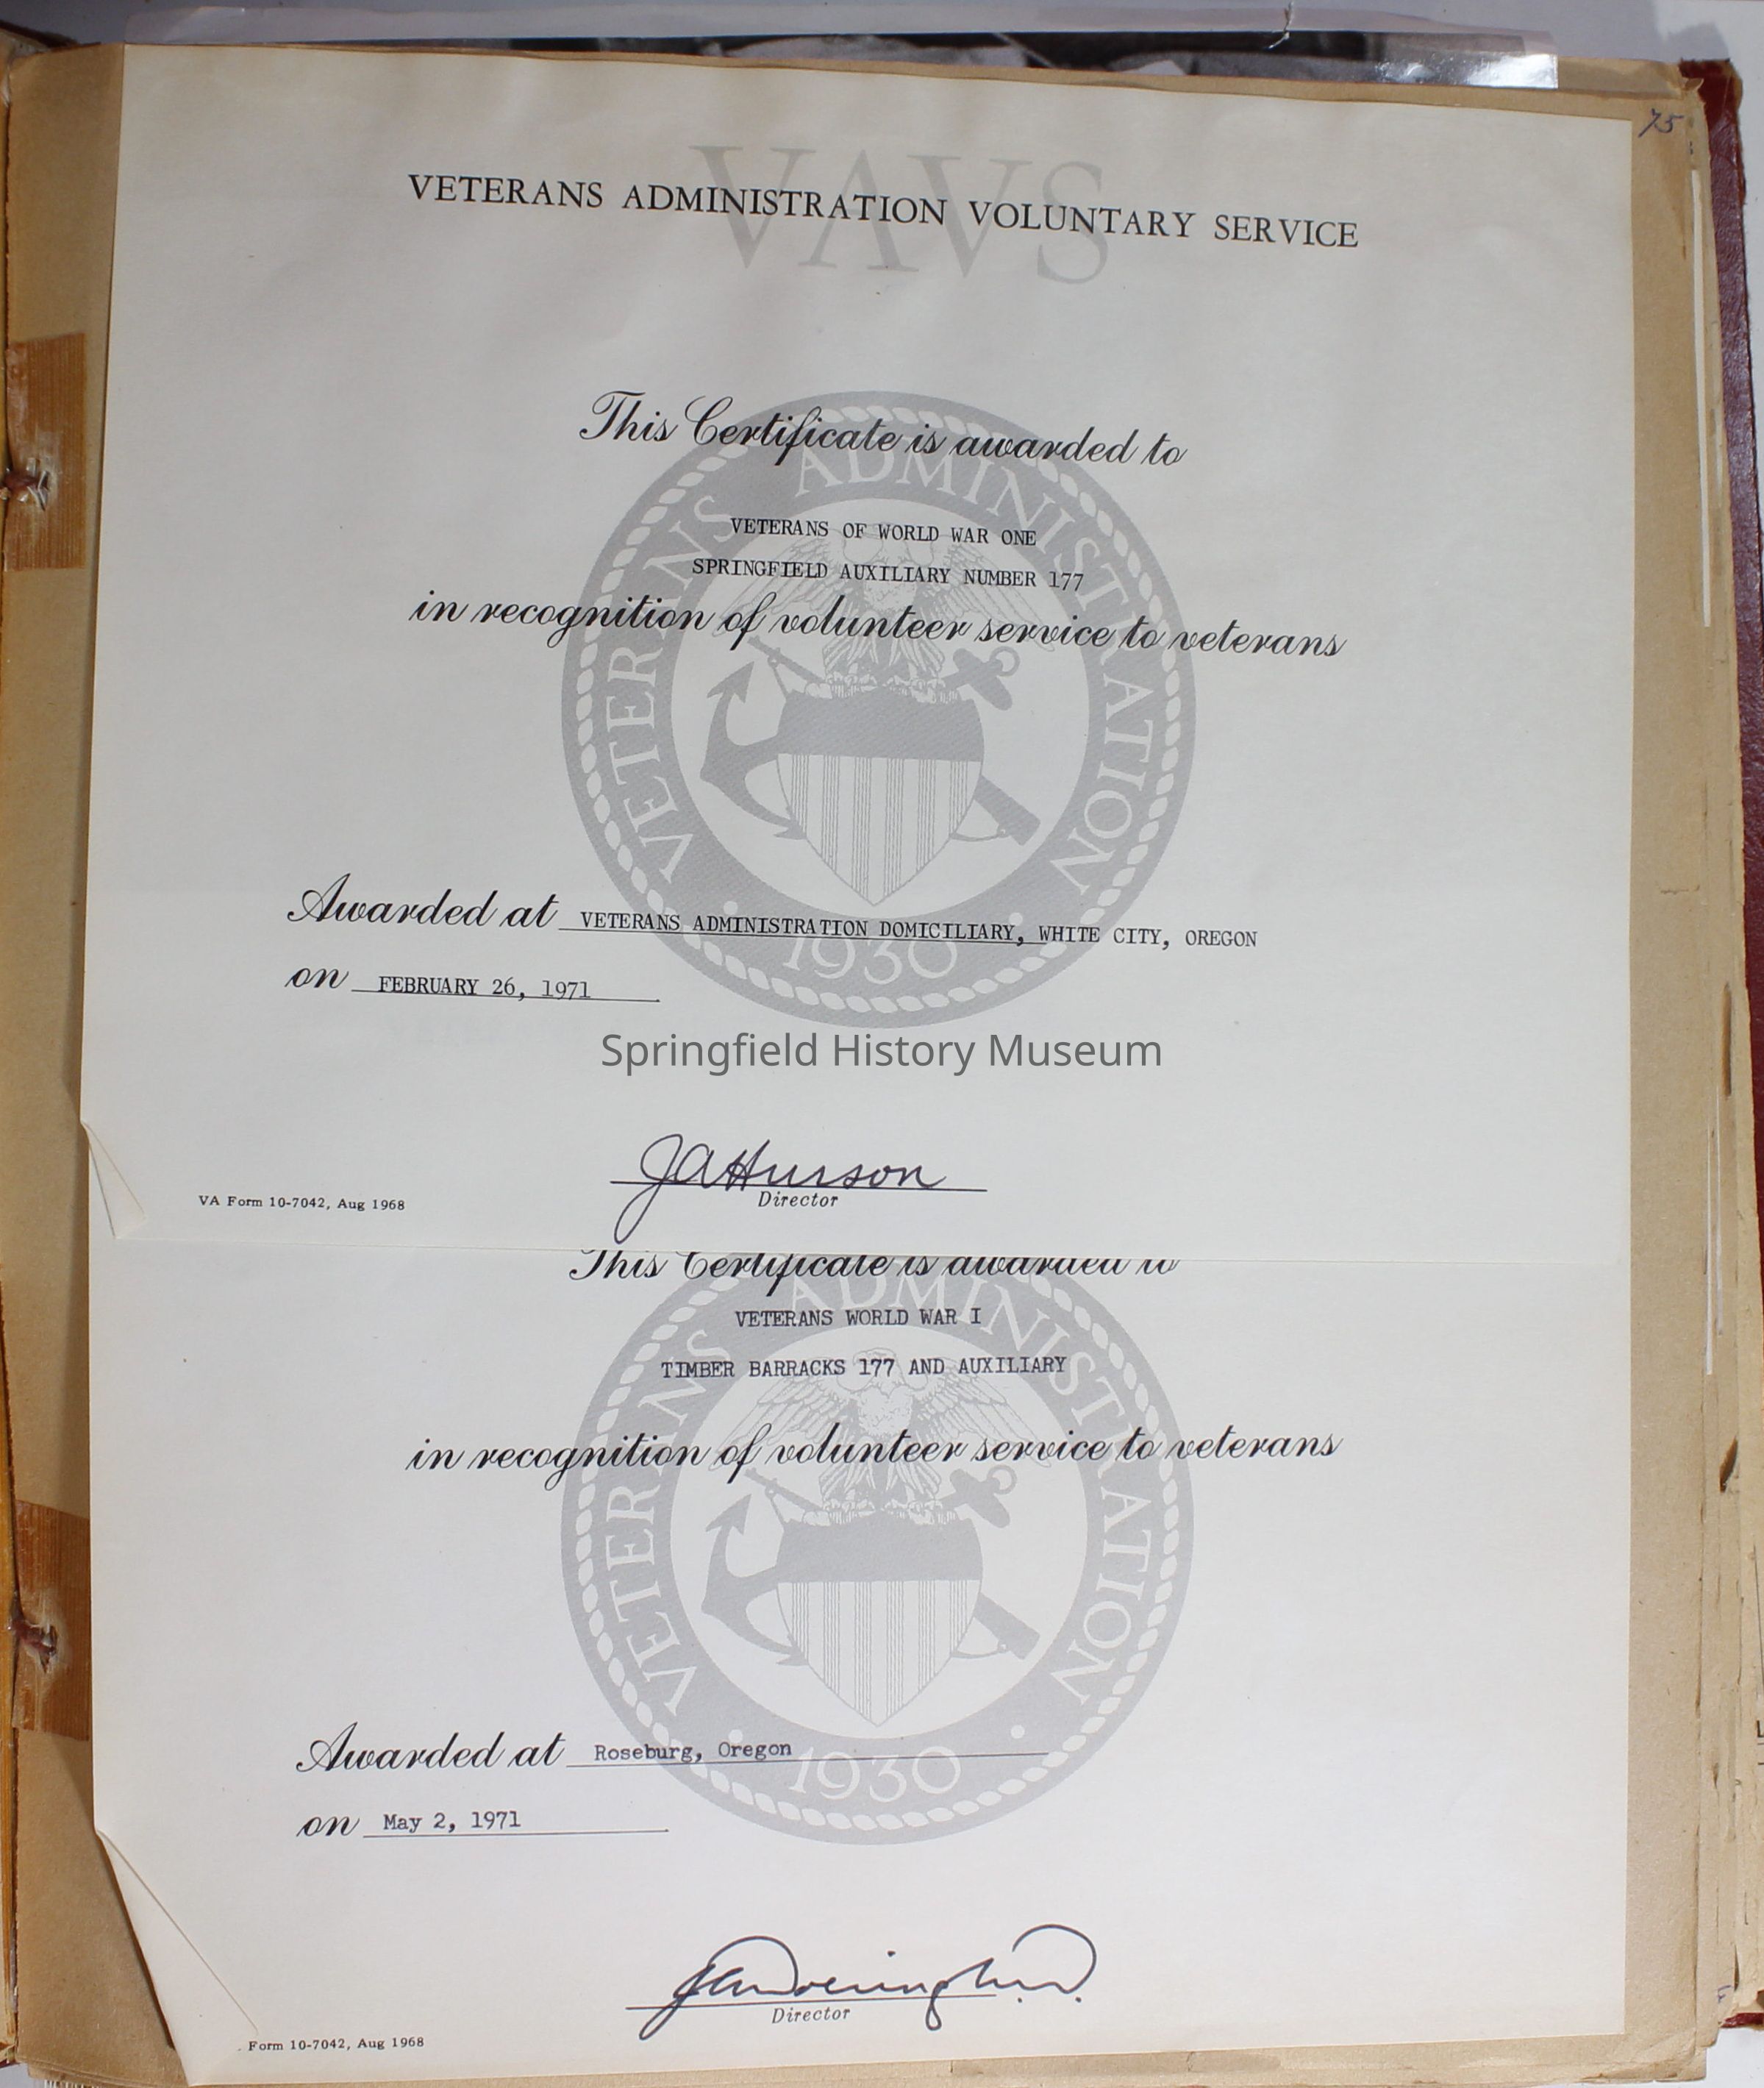 75
VAVS
VETERANS ADMINISTRATION VOLUNTARY SERVICE
This Certificate is awarded to
VETERANS ADMINISTRATION
VETERANS OF WORLD WAR ONE
SPRINGFIELD AUXILIARY NUMBER 177
in recognition of volunteer service to veterans
Awarded at VETERANS ADMINISTRATION DOMICILIARY, WHITE CITY, OREGON
1930
on FEBRUARY 26, 1971
Springfield History Museum
JAHurson
Director
VA Form 10-7042, Aug 1968
This Certificate is awarded to
VETERANS ADMINISTRATION
VETERANS WORLD WAR I
TIMBER BARRACKS 177 AND AUXILIARY
in recognition of volunteer service to veterans
Awarded at Roseburg, Oregon
1930
on May 2, 1971
Director
Form 10-7042, Aug 1968